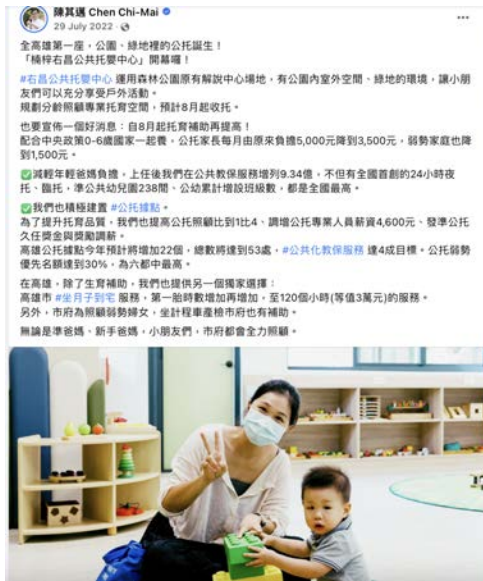 陳其邁 Chen Chi-Mai
29 July 2022
全高雄第一座，公園、綠地裡的公托誕生！
「楠梓右昌公共托嬰中心」開幕囉！
#右昌公共托嬰中心 運用森林公園原有解說中心場地，有公園內室外空間、綠地的環境，讓小朋
友們可以充分享受戶外活動。
規劃分齡照顧專業托育空間，預計8月起收托。
也要宣佈一個好消息：自8月起托育補助再提高！
配合中央政策0-6歲國家一起養，公托家長每月由原來負擔5,000元降到3,500元，弱勢家庭也降
到1,500元。
✅減輕年輕爸媽負擔，上任後我們在公共教保服務增列9.34億，不但有全國首創的24小時夜
托、臨托，準公共幼兒園238間、公幼累計增設班級數，都是全國最高。
✅我們也積極建置 #公托據點。
為了提升托育品質，我們也提高公托照顧比到1比4、調增公托專業人員薪資4,600元、發準公托
久任獎金與獎勵調薪。
高雄公托據點今年預計將增加22個，總數將達到53處，#公共化教保服務 達4成目標。公托弱勢
優先名額達到30%，為六都中最高。
在高雄，除了生育補助，我們也提供另一個獨家選擇：
高雄市 #坐月子到宅 服務，第一胎時數增加再增加，至120個小時(等值3萬元)的服務。
另外，市府為照顧弱勢婦女，坐計程車產檢市府也有補助。
無論是準爸媽、新手爸媽，小朋友們，市府都會全力照顧。